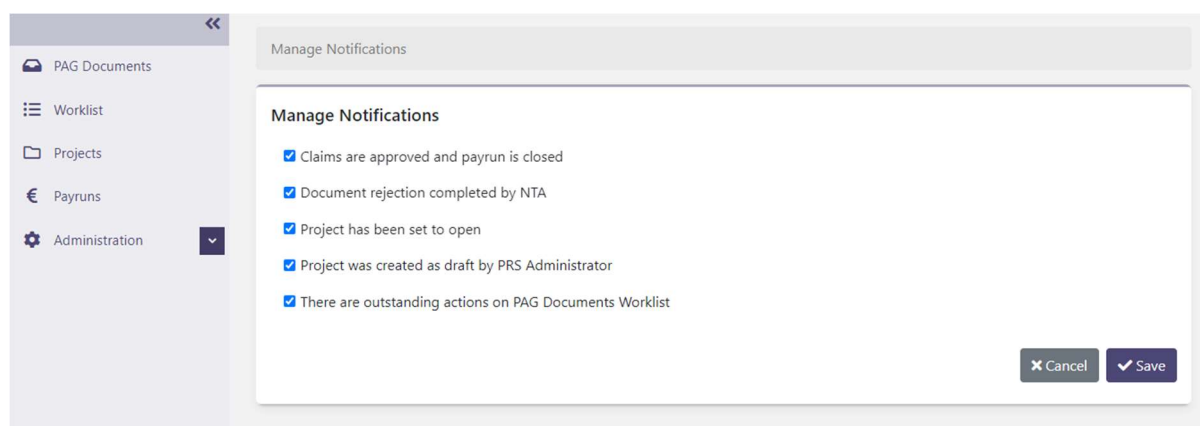 PAG Documents
Worklist
Projects
€ Payruns
Administration
Manage Notifications
Manage Notifications
Claims are approved and payrun is closed
Document rejection completed by NTA
Project has been set to open
Project was created as draft by PRS Administrator
There are outstanding actions on PAG Documents Worklist
Cancel
Save